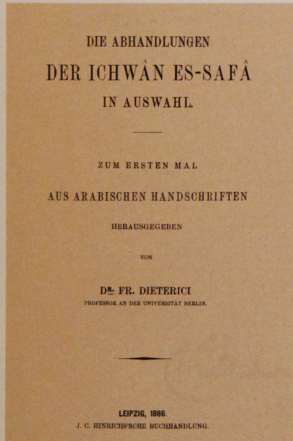 DIE ABHANDLUNGEN
DER ICHWÂN ES-SAFÂ
IN AUSWAHL.
ZUM ERSTEN MAL
AUS ARABISCHEN HANDSCHRIFTEN
HERAUSGEGEBEN
VON
DR. FR. DIETERICI
PROFESSOR AN DER UNIVERSITÄT BERLIN.
LEIPZIG, 1886.
J. C. HINRICHS'SCHE BUCHHANDLUNG.